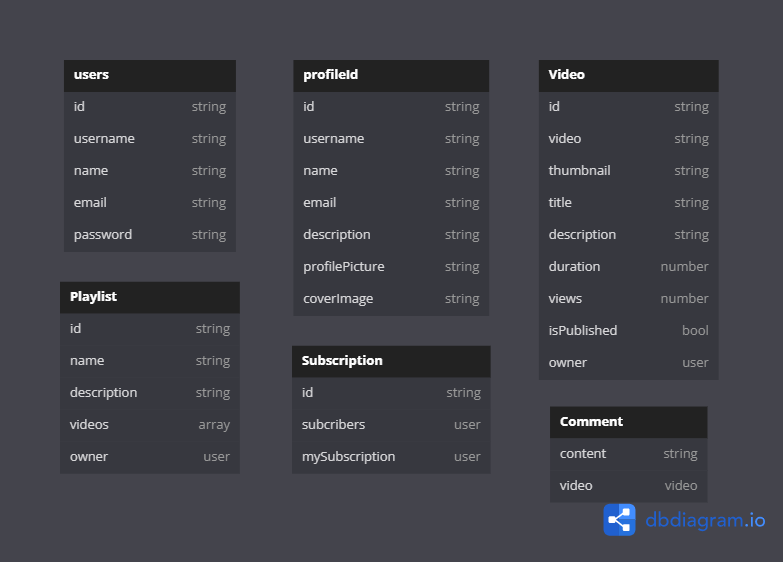 users
id string
username string
name string
email string
password string
profileId
id string
username string
name string
email string
description string
profilePicture string
coverImage string
Video
id string
video string
thumbnail string
title string
description string
duration number
views number
isPublished bool
owner user
Playlist
id string
name string
description string
videos array
owner user
Subscription
id string
subcribers user
mySubscription user
Comment
content string
video video
dbdiagram.io